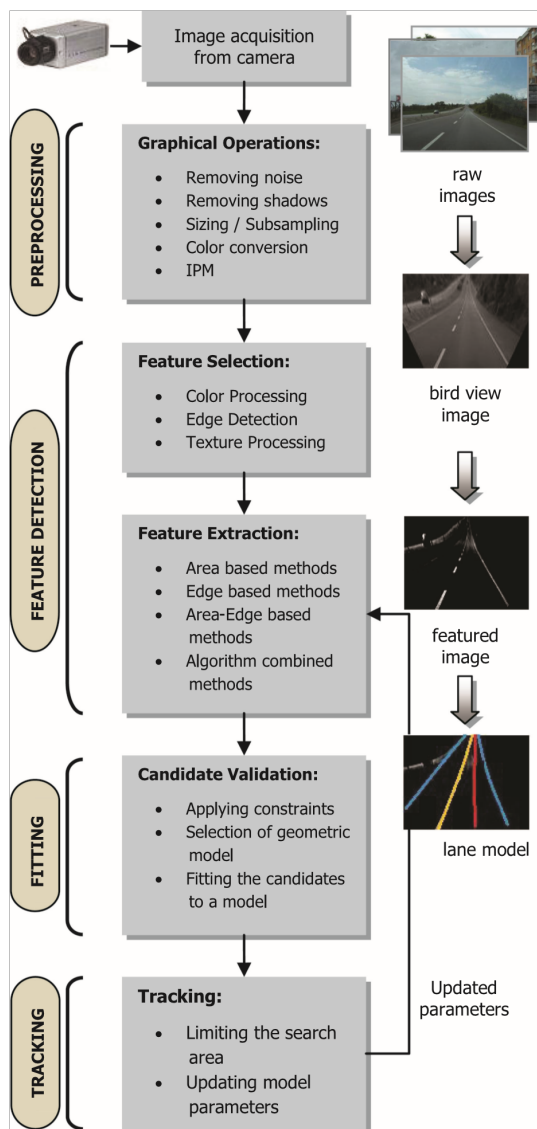 Image acquisition
from camera
PREPROCESSING
Graphical Operations:
• Removing noise
• Removing shadows
• Sizing / Subsampling
• Color conversion
• IPM
FEATURE DETECTION
Feature Selection:
• Color Processing
• Edge Detection
• Texture Processing
Feature Extraction:
• Area based methods
• Edge based methods
• Area-Edge based
methods
• Algorithm combined
methods
FITTING
Candidate Validation:
• Applying constraints
• Selection of geometric
model
• Fitting the candidates
to a model
TRACKING
Tracking:
• Limiting the search
area
• Updating model
parameters
raw
images
bird view
image
featured
image
lane model
Updated
parameters